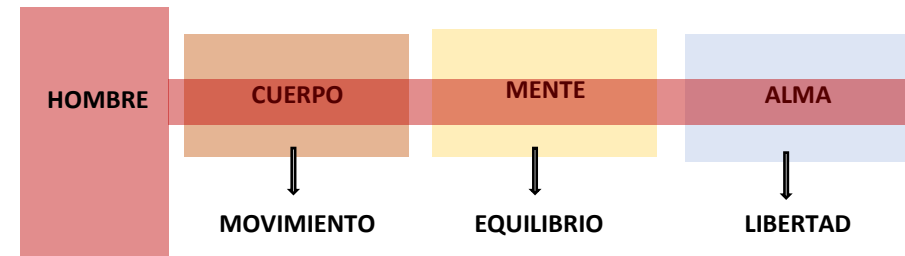 HOMBRE
CUERPO
MENTE
ALMA
MOVIMIENTO
EQUILIBRIO
LIBERTAD